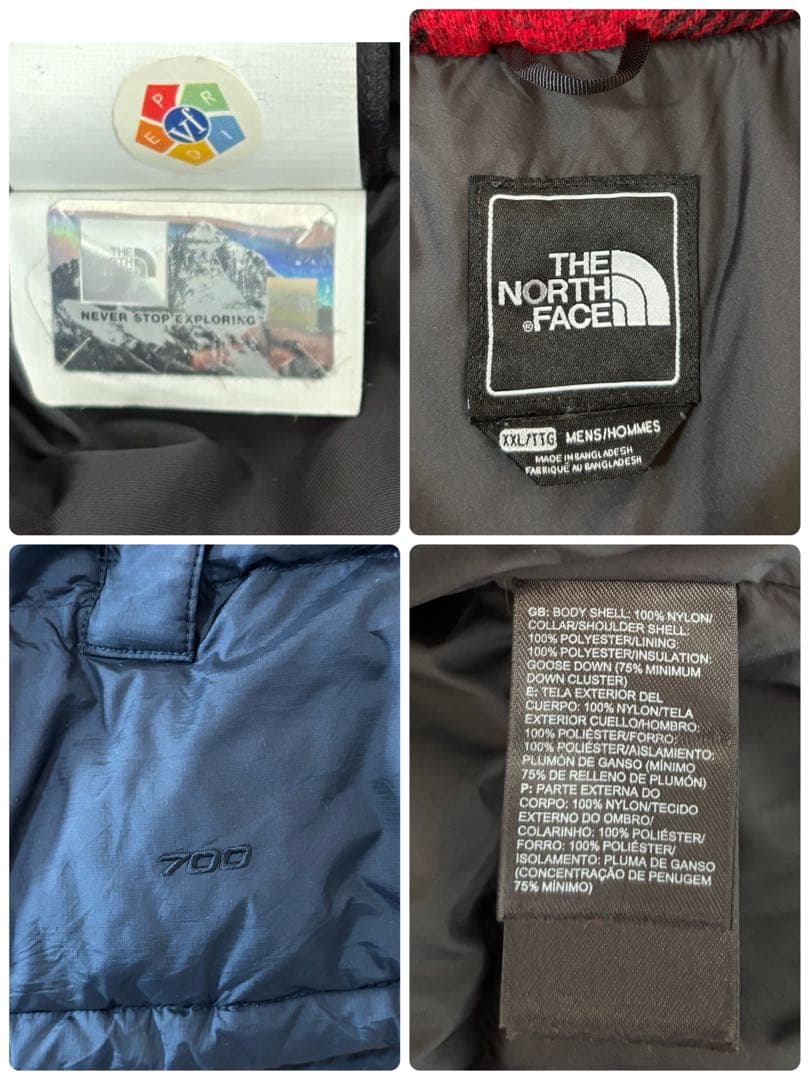 P R I D E
Vf
THE
NORTH
FACE
NEVER STOP EXPLORING
THE
NORTH
®FACE
XXL/TTG MENS/HOMMES
MADE IN BANGLADESH
FABRIQUÉ AU BANGLADESH
700
GB: BODY SHELL: 100% NYLON/
COLLAR/SHOULDER SHELL:
100% POLYESTER/LINING:
100% POLYESTER/INSULATION:
GOOSE DOWN (75% MINIMUM
DOWN CLUSTER)
E: TELA EXTERIOR DEL
CUERPO: 100% NYLON/TELA
EXTERIOR CUELLO/HOMBRO:
100% POLIÉSTER/FORRO:
100% POLIÉSTER/AISLAMIENTO:
PLUMÓN DE GANSO (MÍNIMO
75% DE RELLENO DE PLUMÓN)
P: PARTE EXTERNA DO
CORPO: 100% NYLON/TECIDO
EXTERNO DO OMBRO/
COLARINHO: 100% POLIÉSTER/
FORRO: 100% POLIÉSTER/
ISOLAMENTO: PLUMA DE GANSO
(CONCENTRAÇÃO DE PENUGEM
75% MÍNIMO)